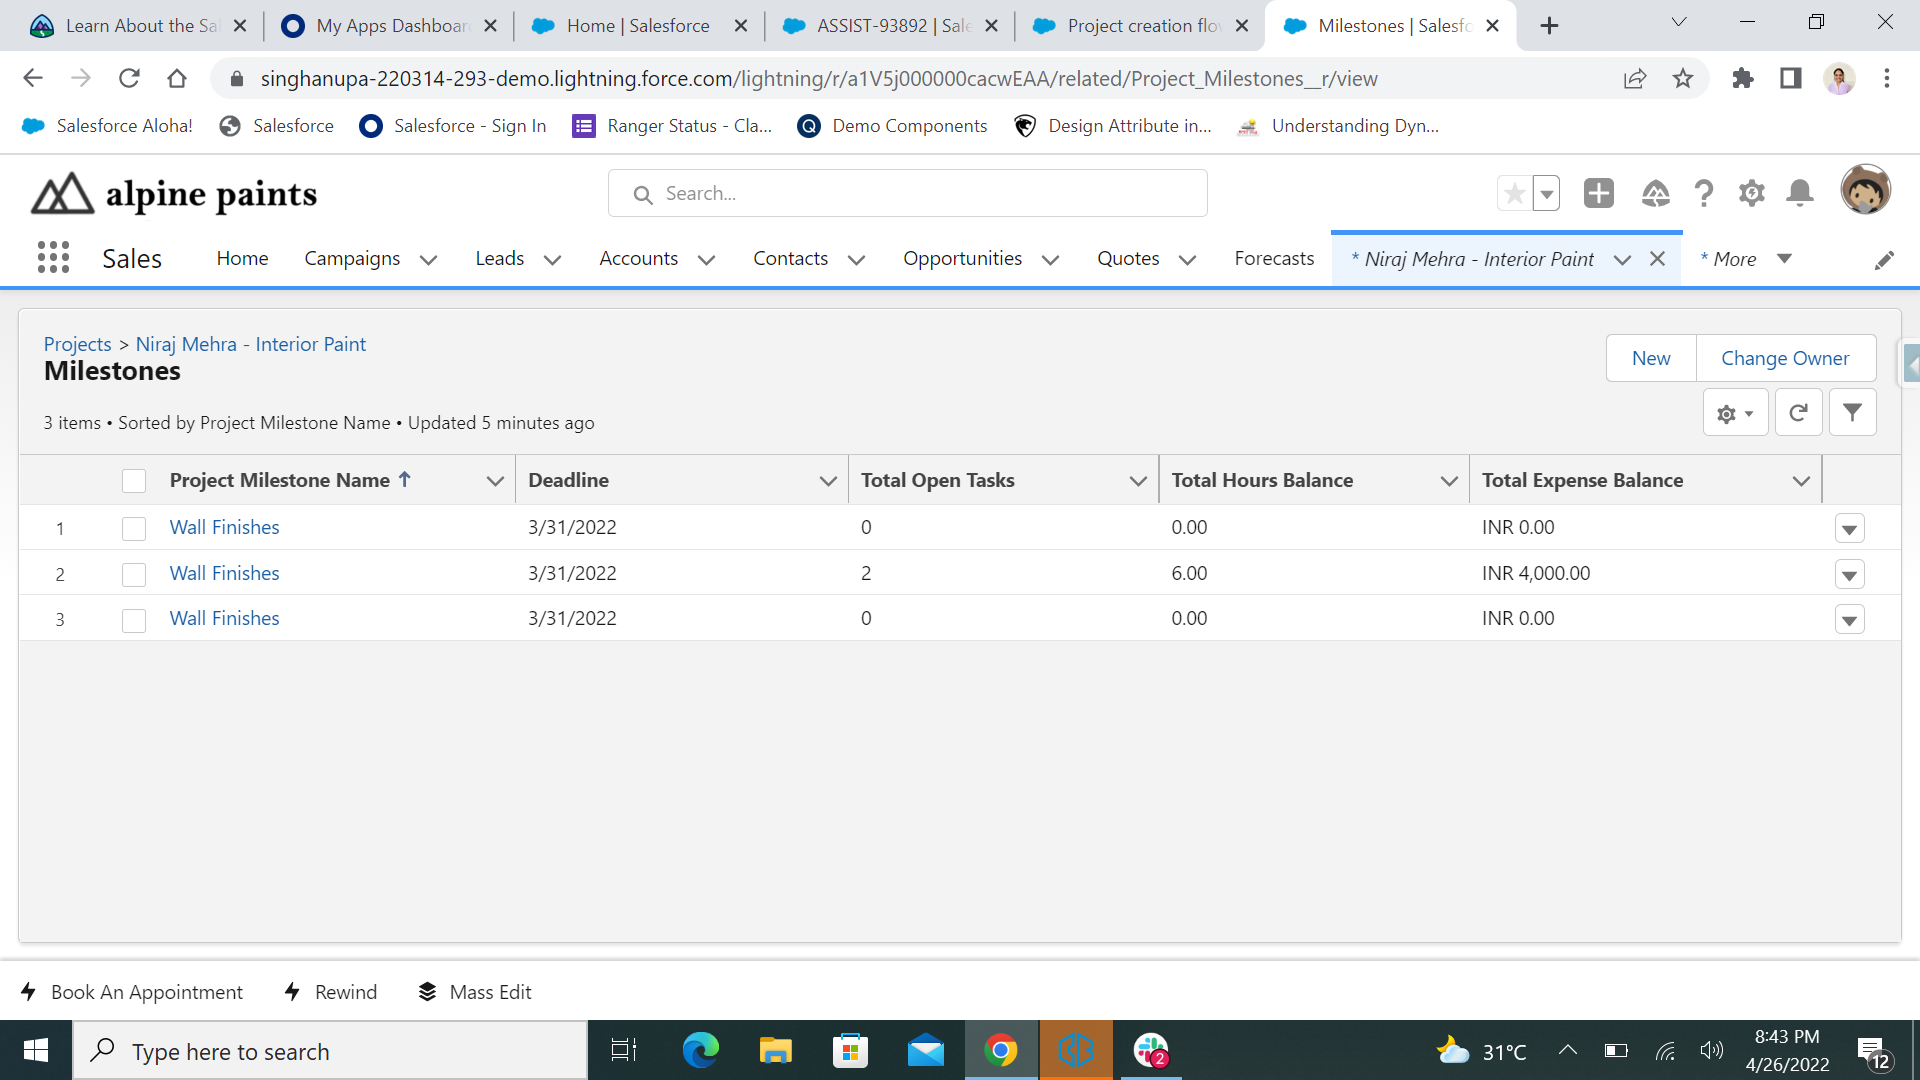 Learn About the Sa
My Apps Dashboar
Home | Salesforce
ASSIST-93892 | Sale
Project creation flo
Milestones | Salesfo
singhanupa-220314-293-demo.lightning.force.com/lightning/r/a1V5j000000cacwEAA/related/Project_Milestones__r/view
Salesforce Aloha!
Salesforce
Salesforce - Sign In
Ranger Status - Cla...
Demo Components
Design Attribute in...
Understanding Dyn...
alpine paints
Search...
Sales
Home
Campaigns
Leads
Accounts
Contacts
Opportunities
Quotes
Forecasts
* Niraj Mehra - Interior Paint
* More
Projects > Niraj Mehra - Interior Paint
Milestones
New
Change Owner
3 items • Sorted by Project Milestone Name • Updated 5 minutes ago
Project Milestone Name ↑ Deadline Total Open Tasks Total Hours Balance Total Expense Balance
1 Wall Finishes 3/31/2022 0 0.00 INR 0.00
2 Wall Finishes 3/31/2022 2 6.00 INR 4,000.00
3 Wall Finishes 3/31/2022 0 0.00 INR 0.00
Book An Appointment
Rewind
Mass Edit
Type here to search
2
31°C
8:43 PM
4/26/2022
12